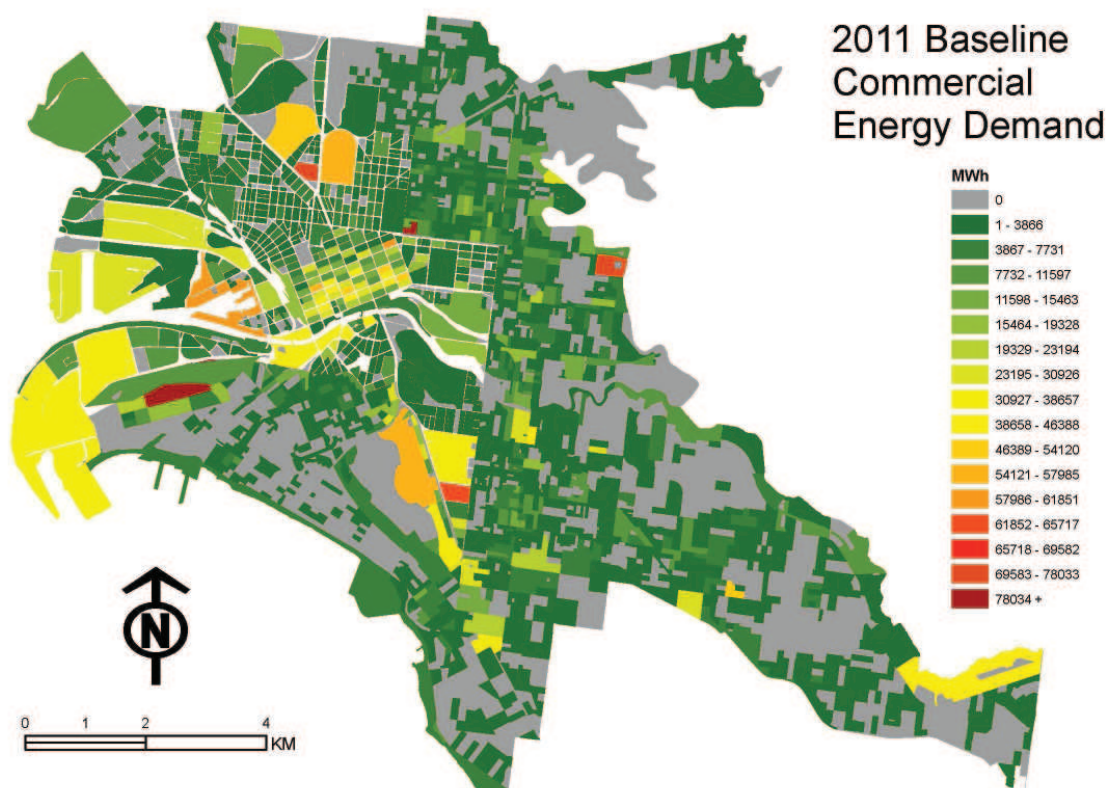 2011 Baseline
Commercial
Energy Demand
MWh
0
1 - 3866
3867 - 7731
7732 - 11597
11598 - 15463
15464 - 19328
19329 - 23194
23195 - 30926
30927 - 38657
38658 - 46388
46389 - 54120
54121 - 57985
57986 - 61851
61852 - 65717
65718 - 69582
69583 - 78033
78034 +
N
0 1 2 4
KM